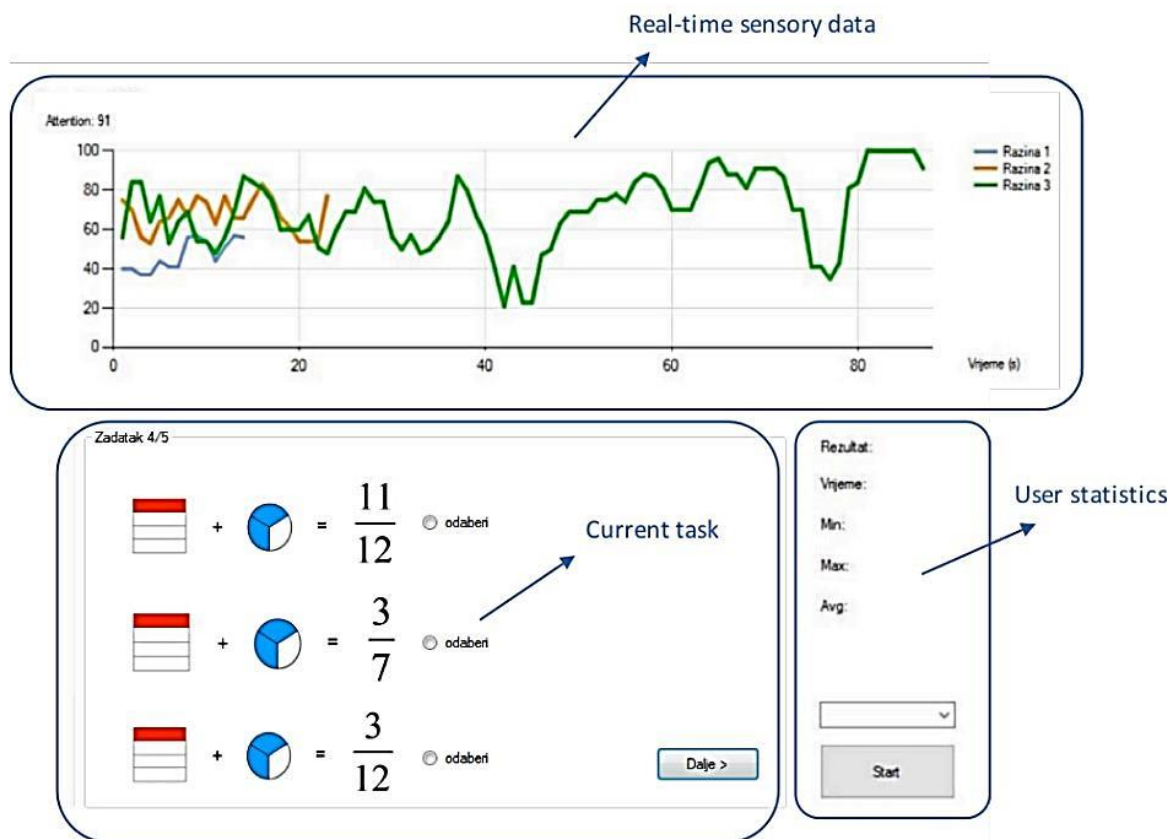 Real-time sensory data
Attention: 91
100
80
60
40
20
0
0 20 40 60 80 Vrijeme (s)
Razina 1
Razina 2
Razina 3
Zadatak 4/5
+ = 11/12 odaberi
+ = 3/7 odaberi
+ = 3/12 odaberi
Dalje >
Current task
Rezultat:
Vrijeme:
Min:
Max:
Avg:
Start
User statistics